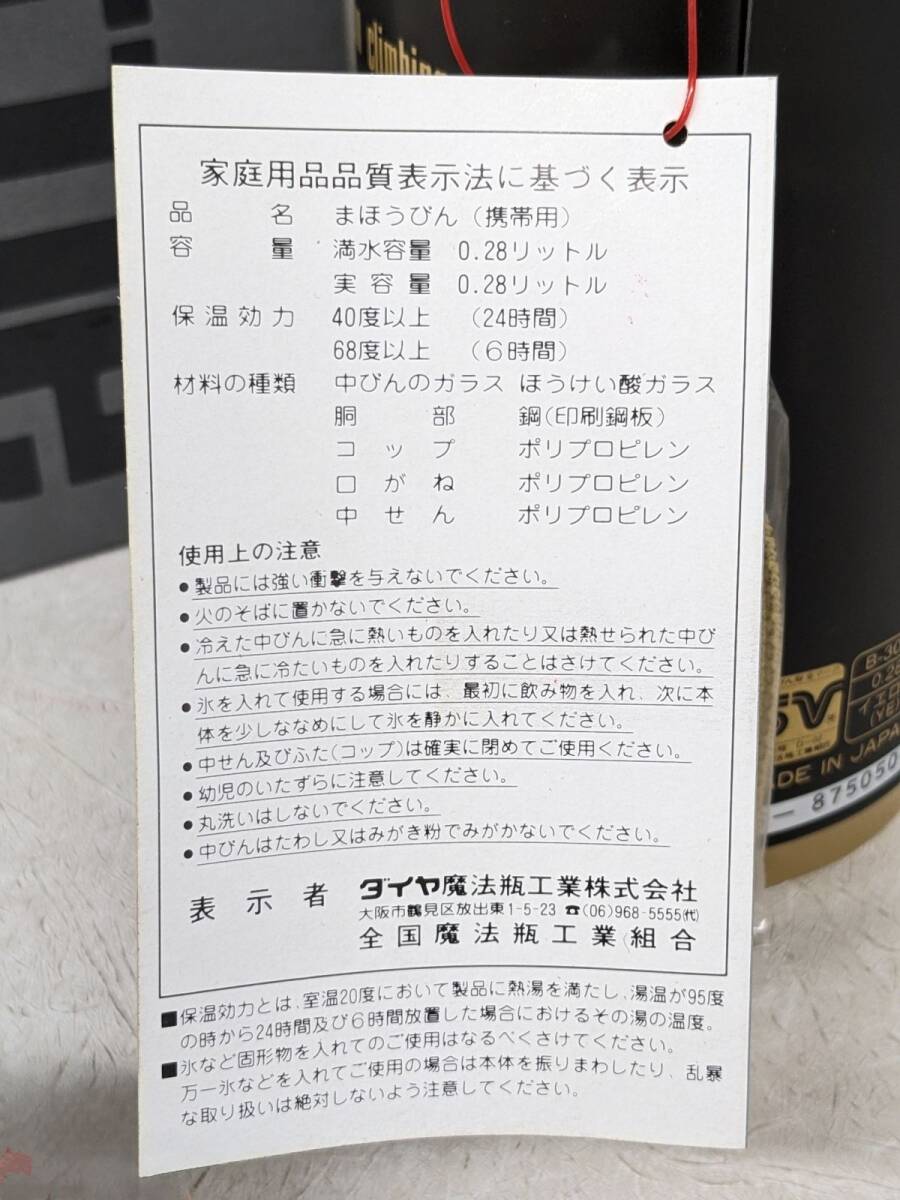 climbing
家庭用品品質表示法に基づく表示
品名 まほうびん（携帯用）
容量 満水容量 0.28リットル
実容量 0.28リットル
保温効力 40度以上 （24時間）
68度以上 （6時間）
材料の種類 中びんのガラス ほうけい酸ガラス
胴部 鋼（印刷鋼板）
コップ ポリプロピレン
口がね ポリプロピレン
中せん ポリプロピレン
使用上の注意
●製品には強い衝撃を与えないでください。
●火のそばに置かないでください。
●冷えた中びんに急に熱いものを入れたり又は熱せられた中び
んに急に冷たいものを入れたりすることはさけてください。
●氷を入れて使用する場合には、最初に飲み物を入れ、次に本
体を少しななめにして氷を静かに入れてください。
●中せん及びふた（コップ）は確実に閉めてご使用ください。
●幼児のいたずらに注意してください。
●丸洗いはしないでください。
●中びんはたわし又はみがき粉でみがかないでください。
表示者 ダイヤ魔法瓶工業株式会社
大阪市鶴見区放出東1-5-23 ☎(06)968-5555(代)
全国魔法瓶工業組合
■保温効力とは、室温20度において製品に熱湯を満たし、湯温が95度
の時から24時間及び6時間放置した場合におけるその湯の温度。
■氷など固形物を入れてのご使用はなるべくさけてください。
万一氷などを入れてご使用の場合は本体を振りまわしたり、乱暴
な取り扱いは絶対しないよう注意してください。
B-30
0.28
イエロ
(YE
DE IN JAPA
875050